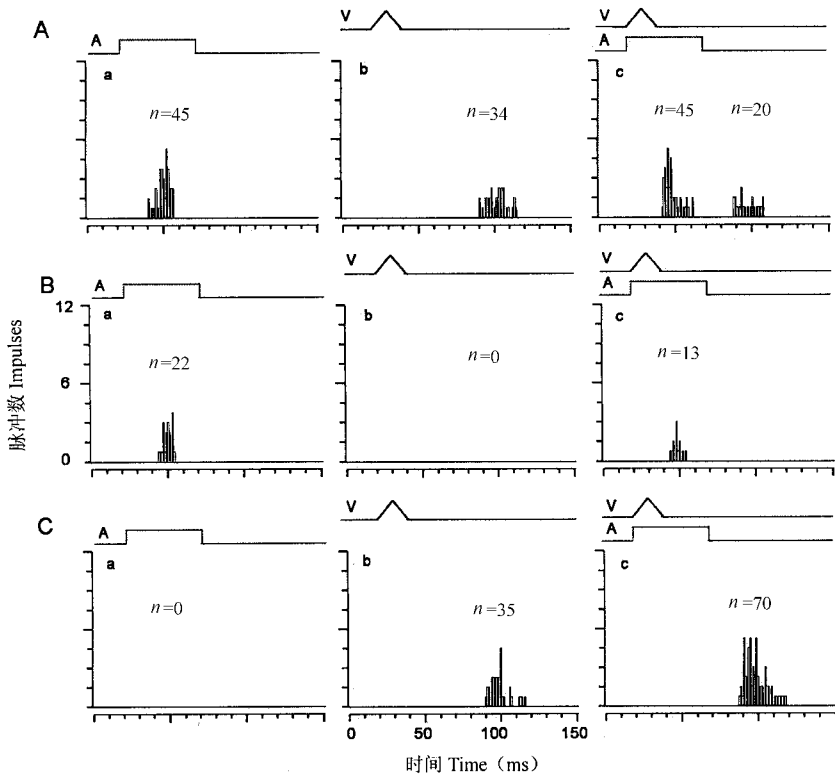 A
A
V
V
A
a
b
c
n=45
n=34
n=45
n=20
B
A
V
V
A
a
b
c
12
6
0
n=22
n=0
n=13
脉冲数 Impulses
C
A
V
V
A
a
b
c
n=0
n=35
n=70
0
50
100
150
时间 Time（ms）